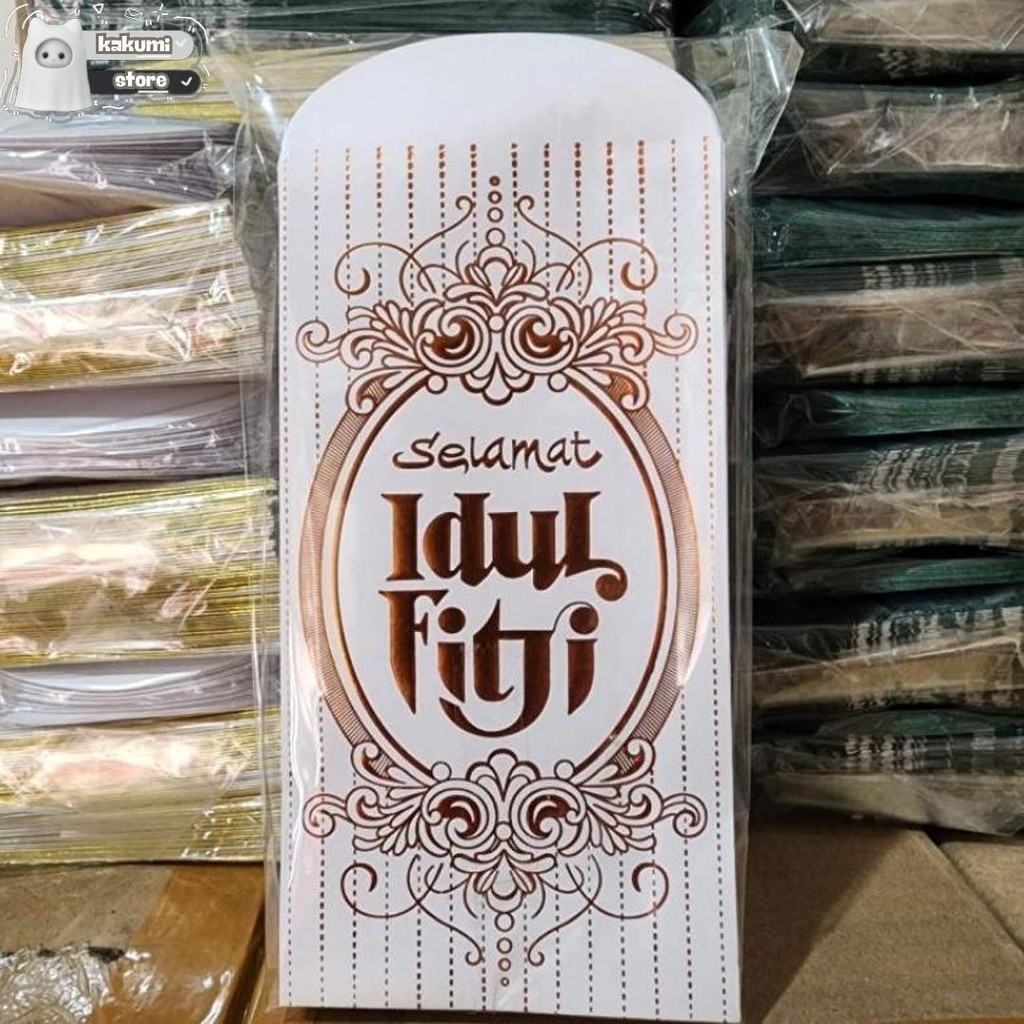 kakumi
store
Selamat
Idul
Fitri